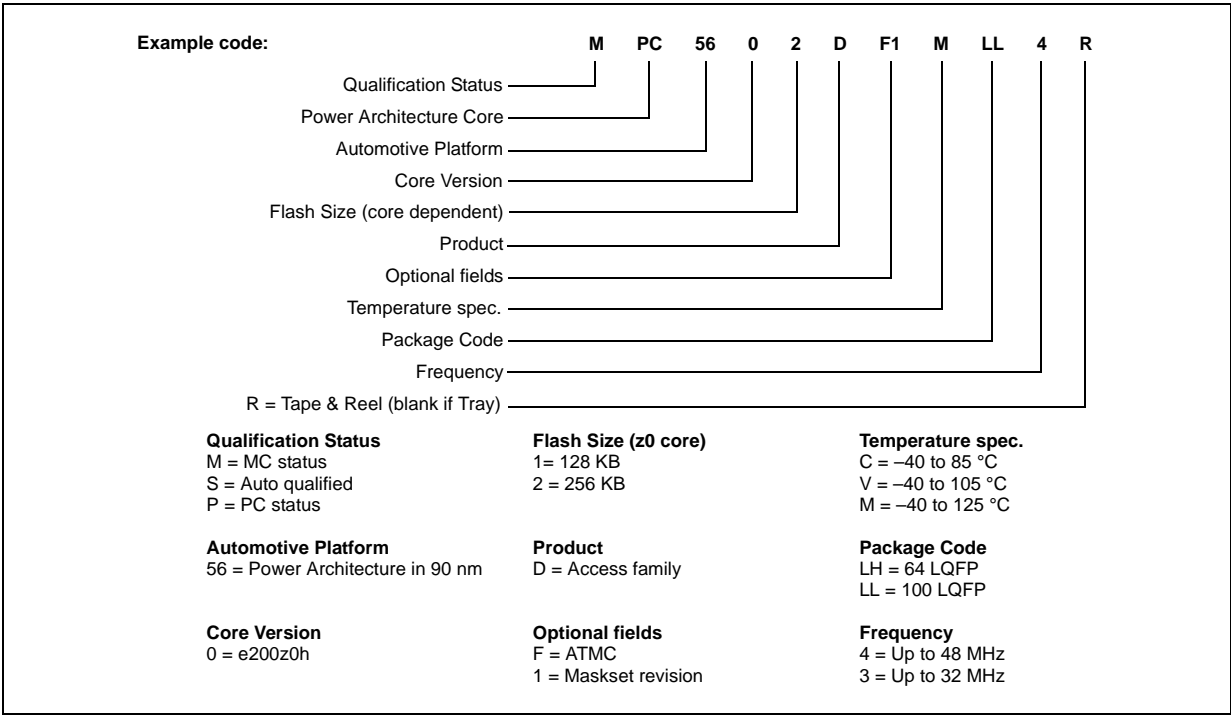 Example code: M PC 56 0 2 D F1 M LL 4 R
Qualification Status
Power Architecture Core
Automotive Platform
Core Version
Flash Size (core dependent)
Product
Optional fields
Temperature spec.
Package Code
Frequency
R = Tape & Reel (blank if Tray)
Qualification Status
M = MC status
S = Auto qualified
P = PC status
Flash Size (z0 core)
1= 128 KB
2 = 256 KB
Temperature spec.
C = –40 to 85 °C
V = –40 to 105 °C
M = –40 to 125 °C
Automotive Platform
56 = Power Architecture in 90 nm
Product
D = Access family
Package Code
LH = 64 LQFP
LL = 100 LQFP
Core Version
0 = e200z0h
Optional fields
F = ATMC
1 = Maskset revision
Frequency
4 = Up to 48 MHz
3 = Up to 32 MHz